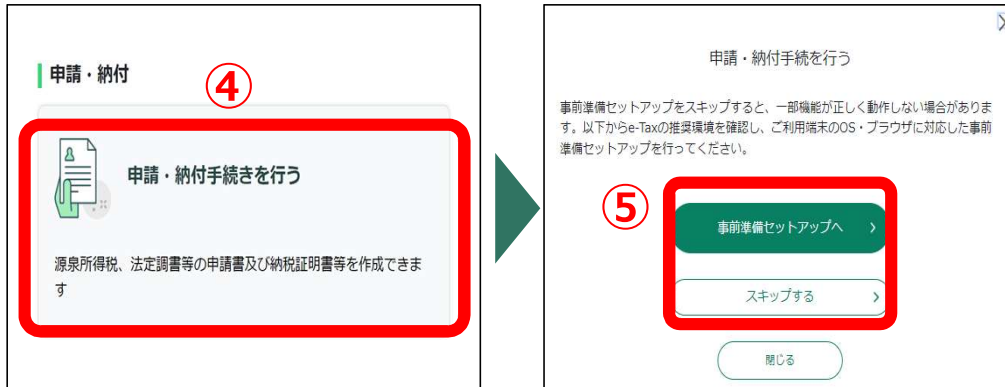 申請・納付
④
申請・納付手続きを行う
源泉所得税、法定調書等の申請書及び納税証明書等を作成できま
す
申請・納付手続を行う
事前準備セットアップをスキップすると、一部機能が正しく動作しない場合がありま
す。以下からe-Taxの推奨環境を確認し、ご利用端末のOS・ブラウザに対応した事前
準備セットアップを行ってください。
⑤
事前準備セットアップへ
スキップする
閉じる